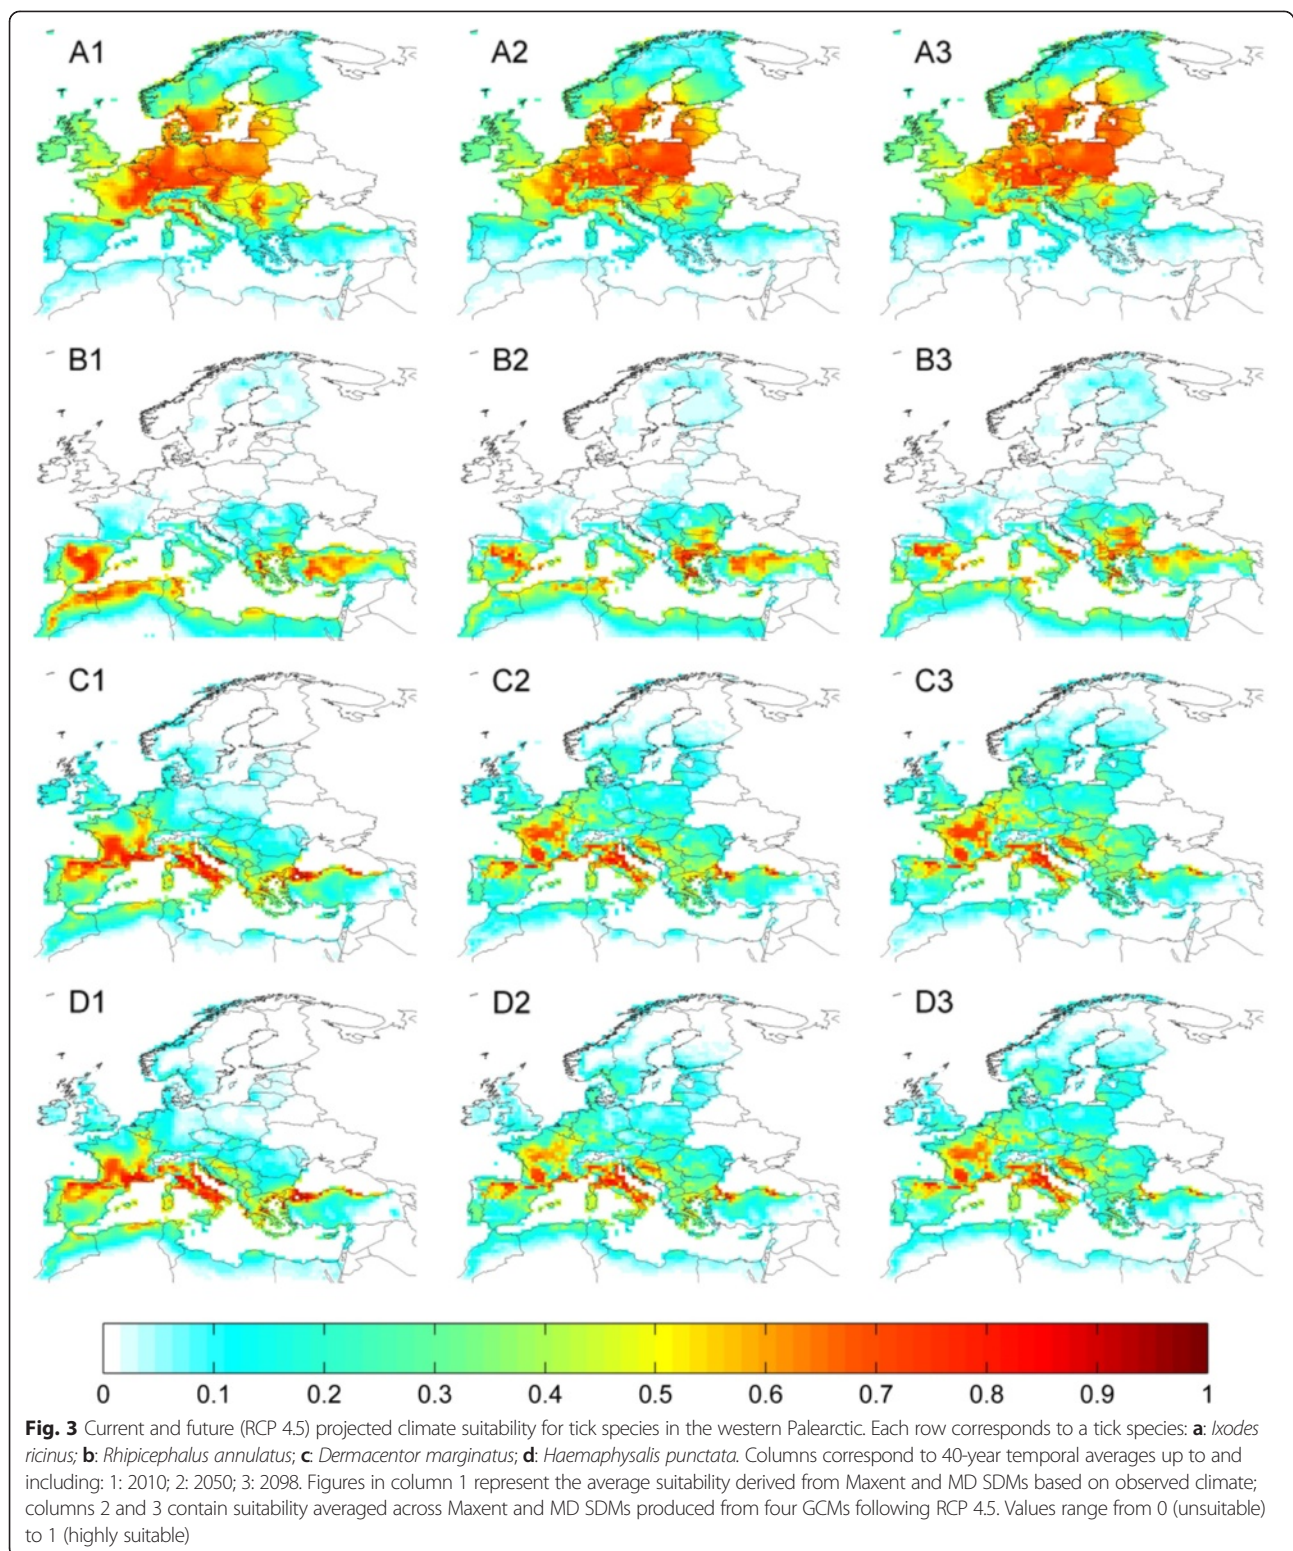 A1 A2 A3
B1 B2 B3
C1 C2 C3
D1 D2 D3
0 0.1 0.2 0.3 0.4 0.5 0.6 0.7 0.8 0.9 1
Fig. 3 Current and future (RCP 4.5) projected climate suitability for tick species in the western Palearctic. Each row corresponds to a tick species: a: Ixodes
ricinus; b: Rhipicephalus annulatus; c: Dermacentor marginatus; d: Haemaphysalis punctata. Columns correspond to 40-year temporal averages up to and
including: 1: 2010; 2: 2050; 3: 2098. Figures in column 1 represent the average suitability derived from Maxent and MD SDMs based on observed climate;
columns 2 and 3 contain suitability averaged across Maxent and MD SDMs produced from four GCMs following RCP 4.5. Values range from 0 (unsuitable)
to 1 (highly suitable)